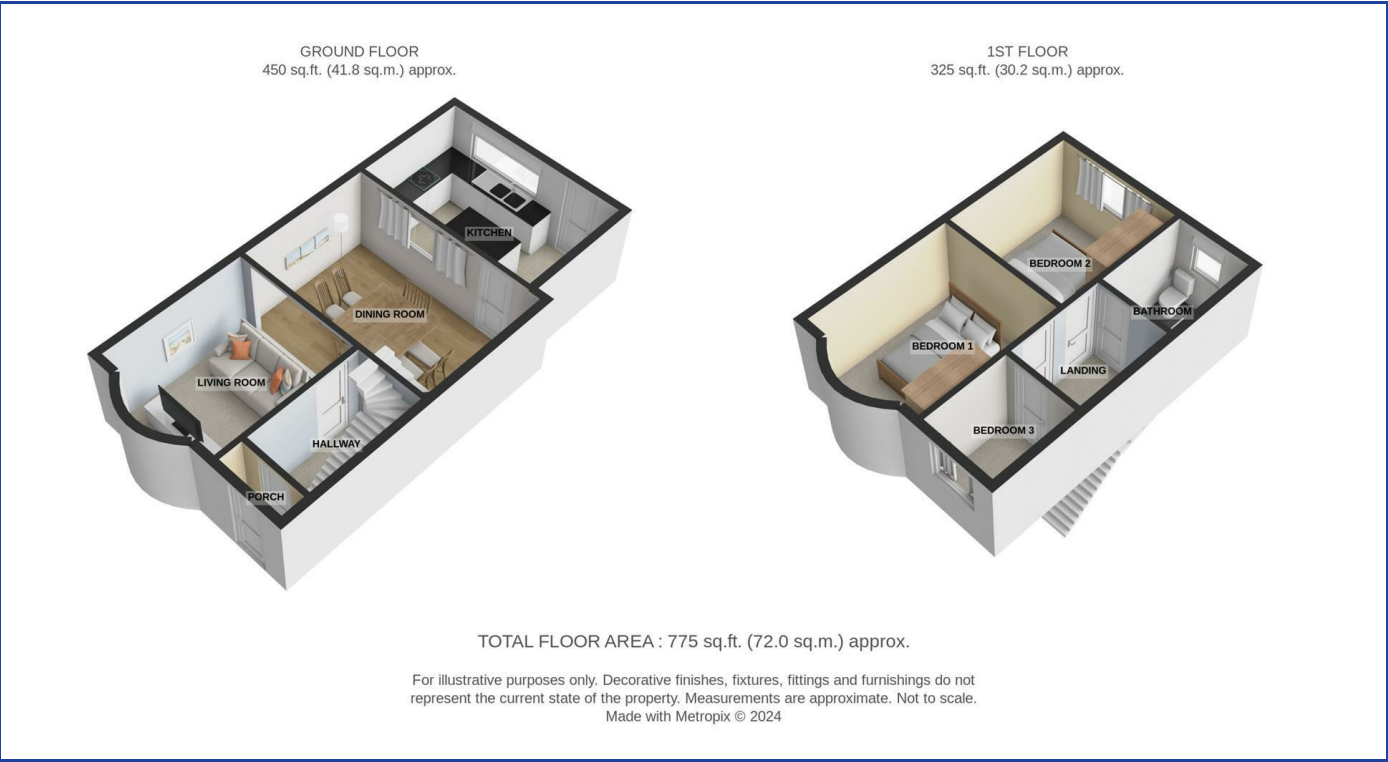 GROUND FLOOR
450 sq.ft. (41.8 sq.m.) approx.
1ST FLOOR
325 sq.ft. (30.2 sq.m.) approx.
KITCHEN
DINING ROOM
LIVING ROOM
HALLWAY
PORCH
BEDROOM 2
BATHROOM
BEDROOM 1
LANDING
BEDROOM 3
TOTAL FLOOR AREA : 775 sq.ft. (72.0 sq.m.) approx.
For illustrative purposes only. Decorative finishes, fixtures, fittings and furnishings do not
represent the current state of the property. Measurements are approximate. Not to scale.
Made with Metropix © 2024